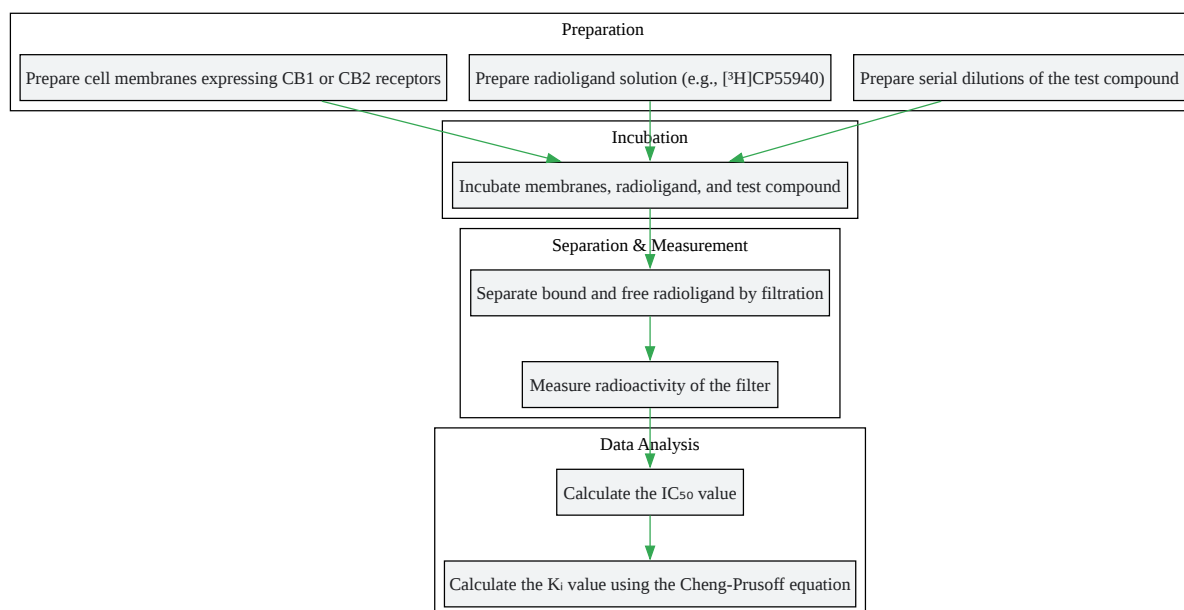 Preparation
Prepare cell membranes expressing CB1 or CB2 receptors
Prepare radioligand solution (e.g., [³H]CP55940)
Prepare serial dilutions of the test compound
Incubation
Incubate membranes, radioligand, and test compound
Separation & Measurement
Separate bound and free radioligand by filtration
Measure radioactivity of the filter
Data Analysis
Calculate the IC₅₀ value
Calculate the Kᵢ value using the Cheng-Prusoff equation